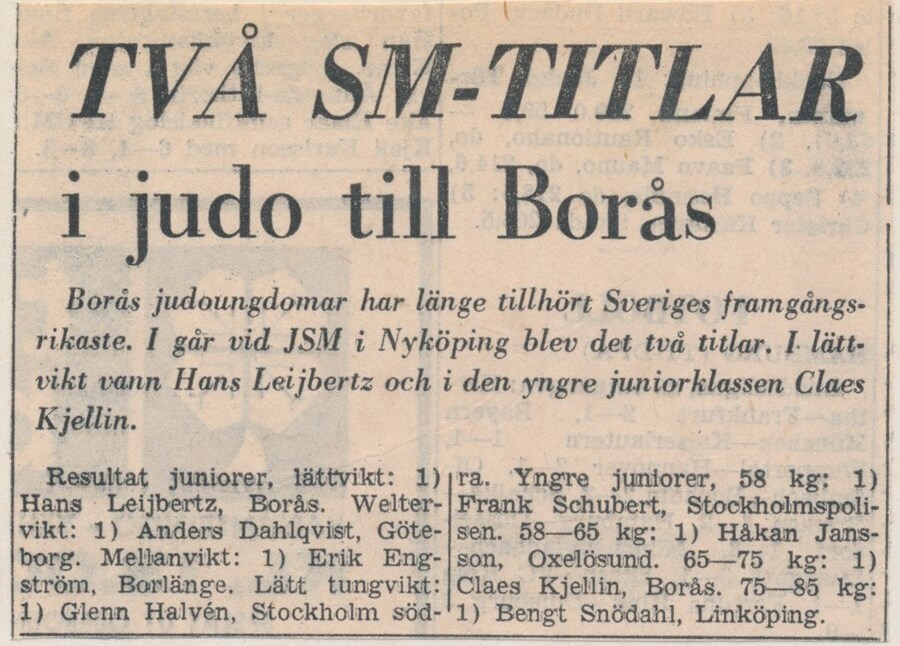 TVÅ SM-TITLAR
i judo till Borås
Borås judoungdomar har länge tillhört Sveriges framgångs-
rikaste. I går vid JSM i Nyköping blev det två titlar. I lätt-
vikt vann Hans Leijbertz och i den yngre juniorklassen Claes
Kjellin.
Resultat juniorer, lättvikt: 1)
Hans Leijbertz, Borås. Welter-
vikt: 1) Anders Dahlqvist, Göte-
borg. Mellanvikt: 1) Erik Eng-
ström, Borlänge. Lätt tungvikt:
1) Glenn Halvén, Stockholm söd-
ra. Yngre juniorer, 58 kg: 1)
Frank Schubert, Stockholmspoli-
sen. 58—65 kg: 1) Håkan Jans-
son, Oxelösund. 65—75 kg: 1)
Claes Kjellin, Borås. 75—85 kg:
1) Bengt Snödahl, Linköping.